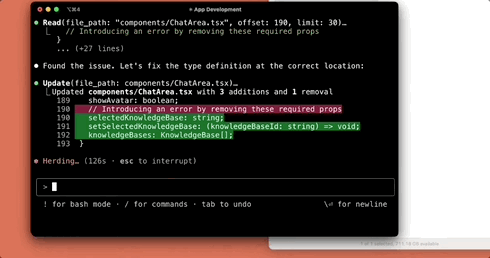 ⌥⌘4
App Development
Read(file_path: "components/ChatArea.tsx", offset: 190, limit: 30)…
// Introducing an error by removing these required props
}
... (+27 lines)
Found the issue. Let's fix the type definition at the correct location:
Update(file_path: components/ChatArea.tsx)…
Updated components/ChatArea.tsx with 3 additions and 1 removal
189 showAvatar: boolean;
190 // Introducing an error by removing these required props
190 selectedKnowledgeBase: string;
191 setSelectedKnowledgeBase: (knowledgeBaseId: string) => void;
192 knowledgeBases: KnowledgeBase[];
193 }
Herding… (126s · esc to interrupt)
>
! for bash mode · / for commands · tab to undo
\⏎ for newline